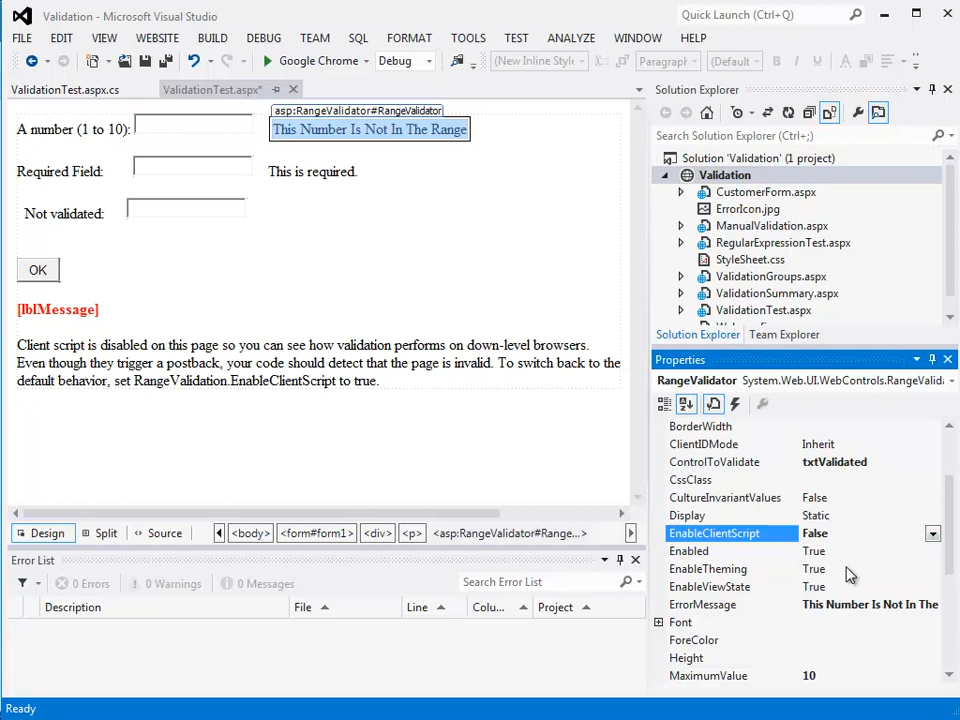 Validation - Microsoft Visual Studio
Quick Launch (Ctrl+Q)
FILE EDIT VIEW WEBSITE BUILD DEBUG TEAM SQL FORMAT TOOLS TEST ANALYZE WINDOW HELP
Google Chrome Debug (New Inline Style Paragraph (Default B I U A
ValidationTest.aspx.cs ValidationTest.aspx*
asp:RangeValidator#RangeValidator
A number (1 to 10): This Number Is Not In The Range
Required Field: This is required.
Not validated:
OK
[lblMessage]
Client script is disabled on this page so you can see how validation performs on down-level browsers.
Even though they trigger a postback, your code should detect that the page is invalid. To switch back to the
default behavior, set RangeValidation.EnableClientScript to true.
Design Split Source <body> <form#form1> <div> <p> <asp:RangeValidator#Range...>
Error List
0 Errors 0 Warnings 0 Messages Search Error List
Description File Line Colu... Project
Solution Explorer
Search Solution Explorer (Ctrl+;)
Solution 'Validation' (1 project)
Validation
CustomerForm.aspx
ErrorIcon.jpg
ManualValidation.aspx
RegularExpressionTest.aspx
StyleSheet.css
ValidationGroups.aspx
ValidationSummary.aspx
ValidationTest.aspx
Solution Explorer Team Explorer
Properties
RangeValidator System.Web.UI.WebControls.RangeValida
BorderWidth
ClientIDMode Inherit
ControlToValidate txtValidated
CssClass
CultureInvariantValues False
Display Static
EnableClientScript False
Enabled True
EnableTheming True
EnableViewState True
ErrorMessage This Number Is Not In The
Font
ForeColor
Height
MaximumValue 10
Ready